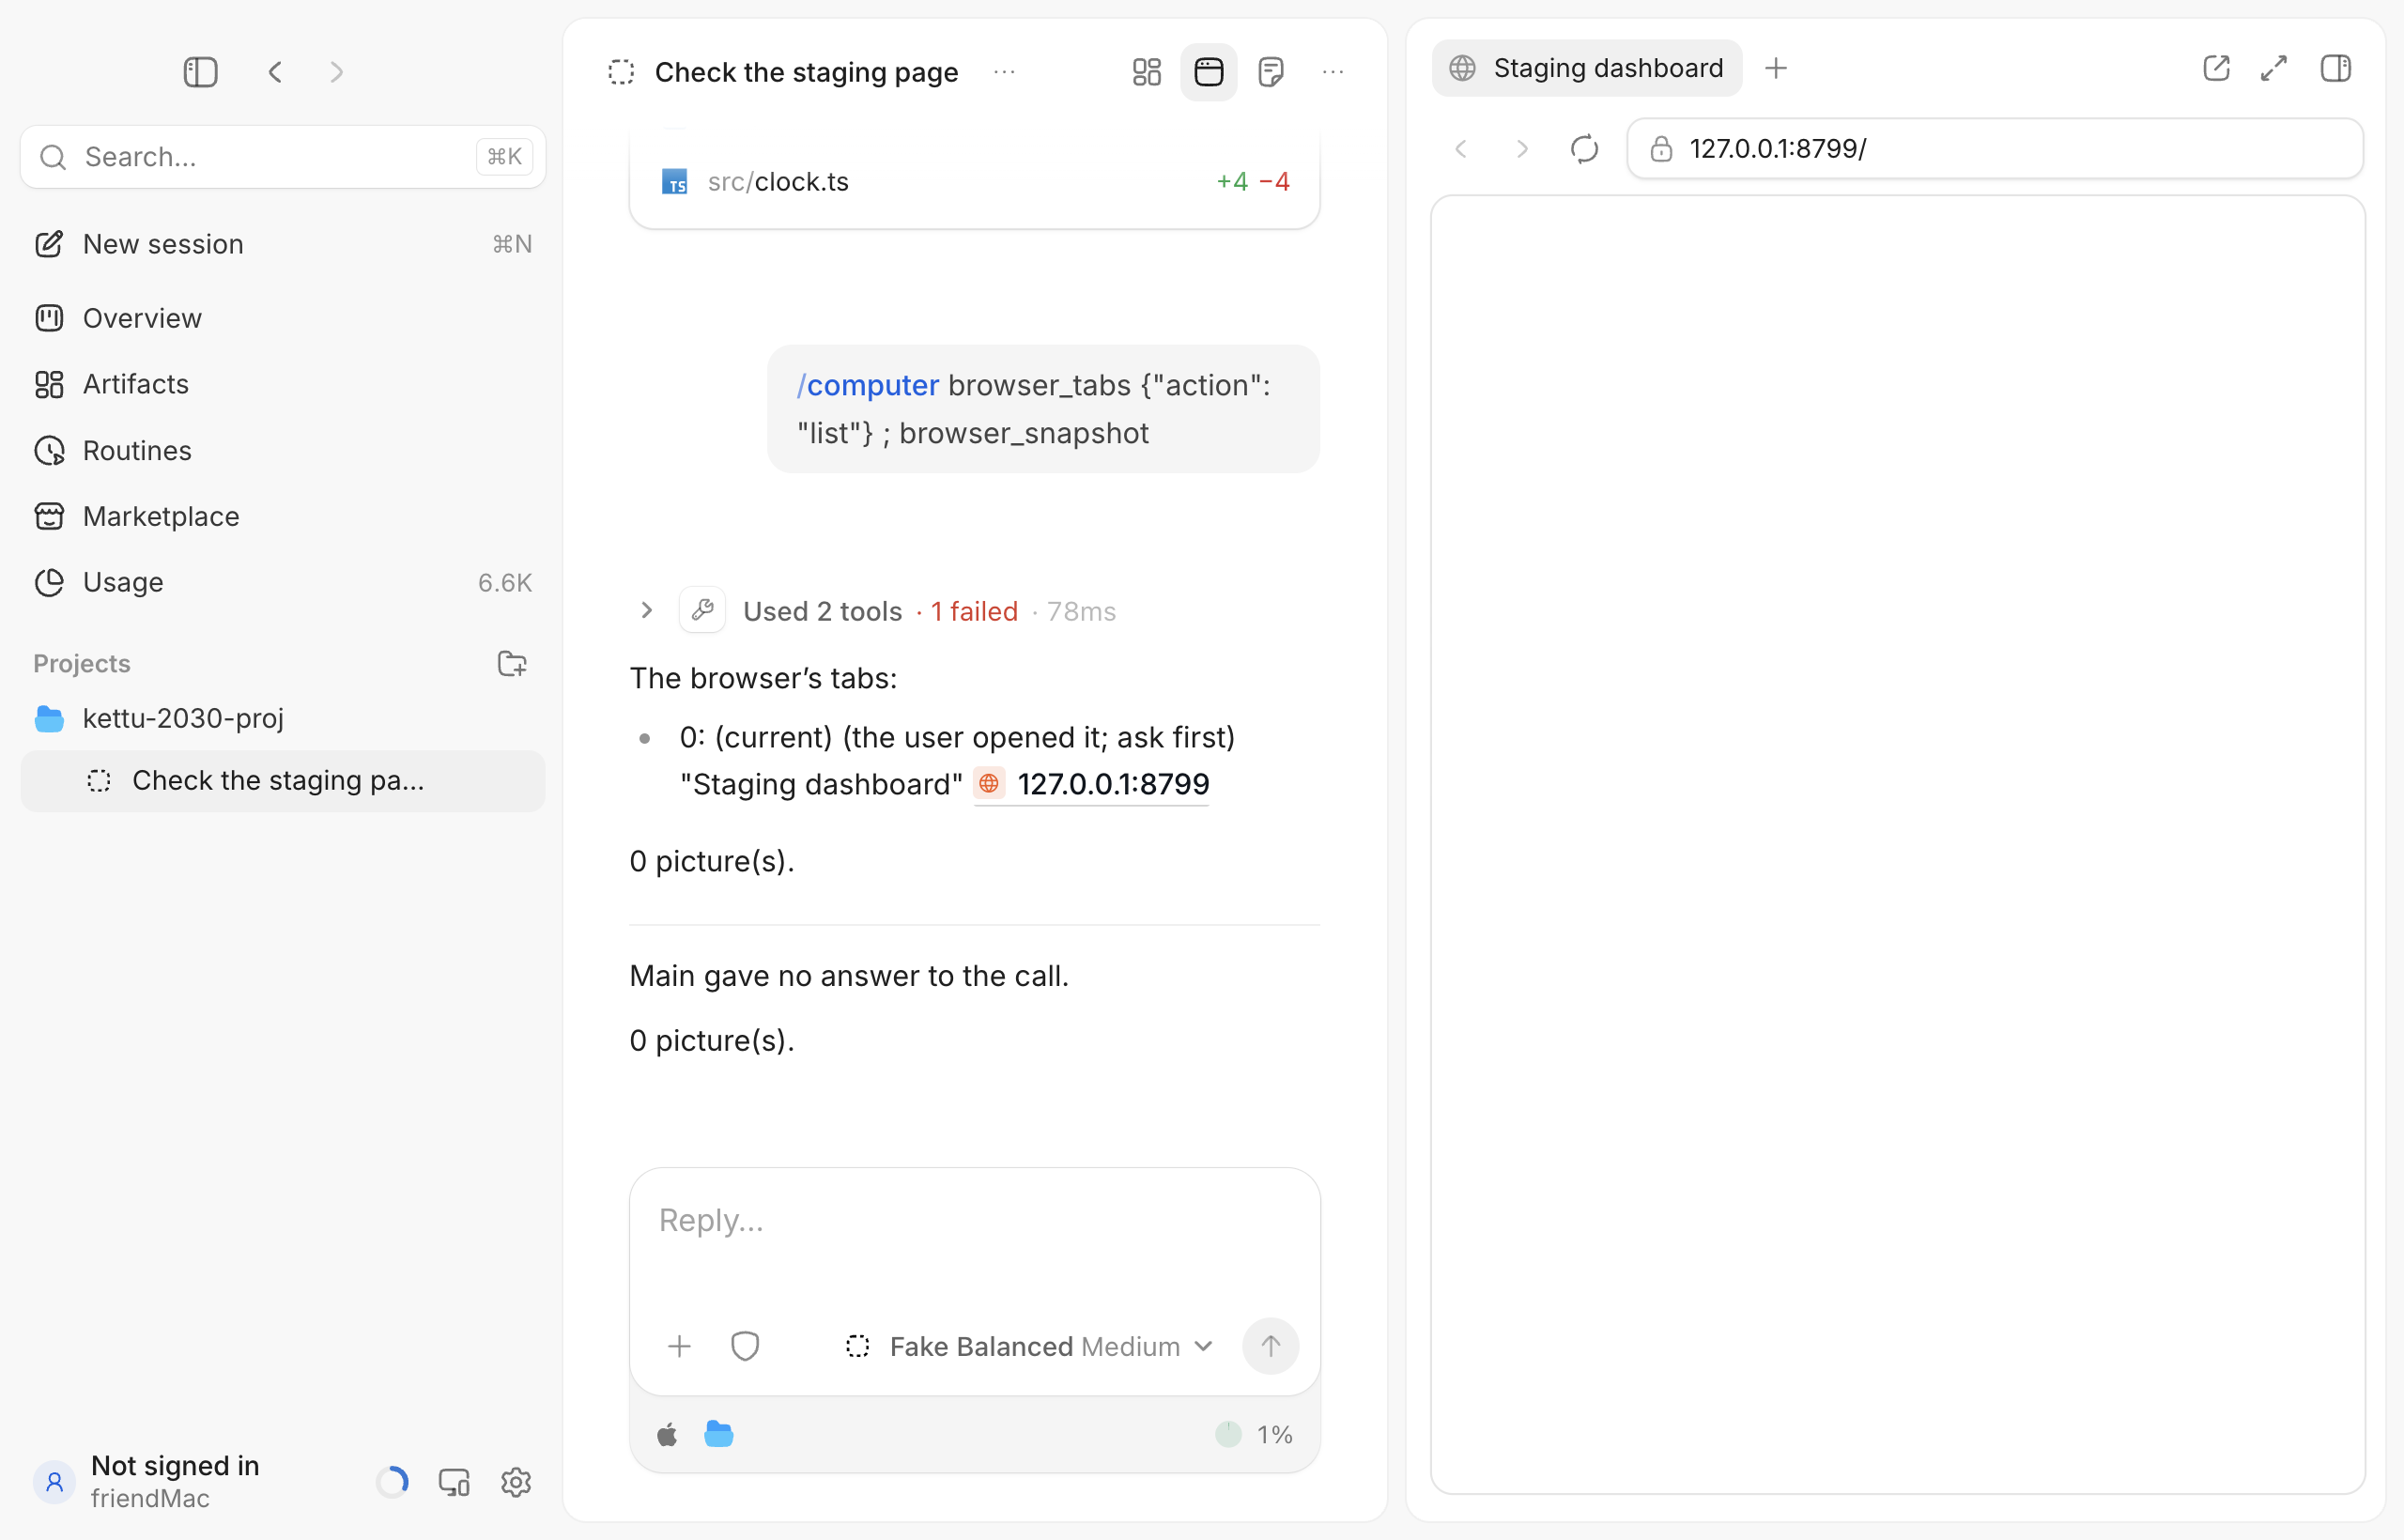 Search...
⌘K
New session
⌘N
Overview
Artifacts
Routines
Marketplace
Usage
6.6K
Projects
kettu-2030-proj
Check the staging pa...
Not signed in
friendMac
Check the staging page
TS src/clock.ts
+4 −4
/computer browser_tabs {"action":
"list"} ; browser_snapshot
Used 2 tools · 1 failed · 78ms
The browser’s tabs:
0: (current) (the user opened it; ask first)
"Staging dashboard" 127.0.0.1:8799
0 picture(s).
Main gave no answer to the call.
0 picture(s).
Reply...
Fake Balanced Medium
1%
Staging dashboard
127.0.0.1:8799/